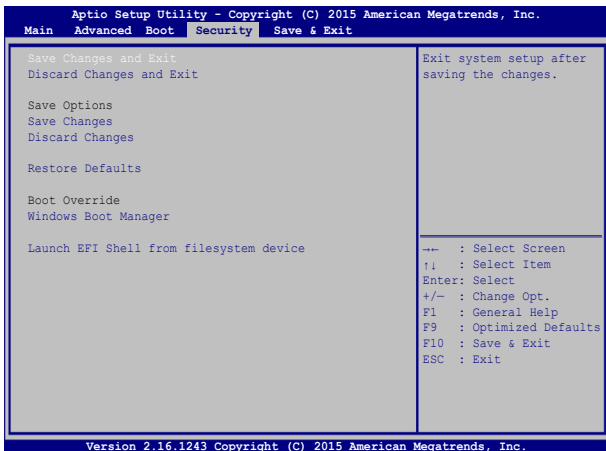 Aptio Setup Utility - Copyright (C) 2015 American Megatrends, Inc.
Main Advanced Boot Security Save & Exit
Save Changes and Exit
Discard Changes and Exit
Save Options
Save Changes
Discard Changes
Restore Defaults
Boot Override
Windows Boot Manager
Launch EFI Shell from filesystem device
Exit system setup after
saving the changes.
→← : Select Screen
↑↓ : Select Item
Enter: Select
+/— : Change Opt.
F1 : General Help
F9 : Optimized Defaults
F10 : Save & Exit
ESC : Exit
Version 2.16.1243 Copyright (C) 2015 American Megatrends, Inc.